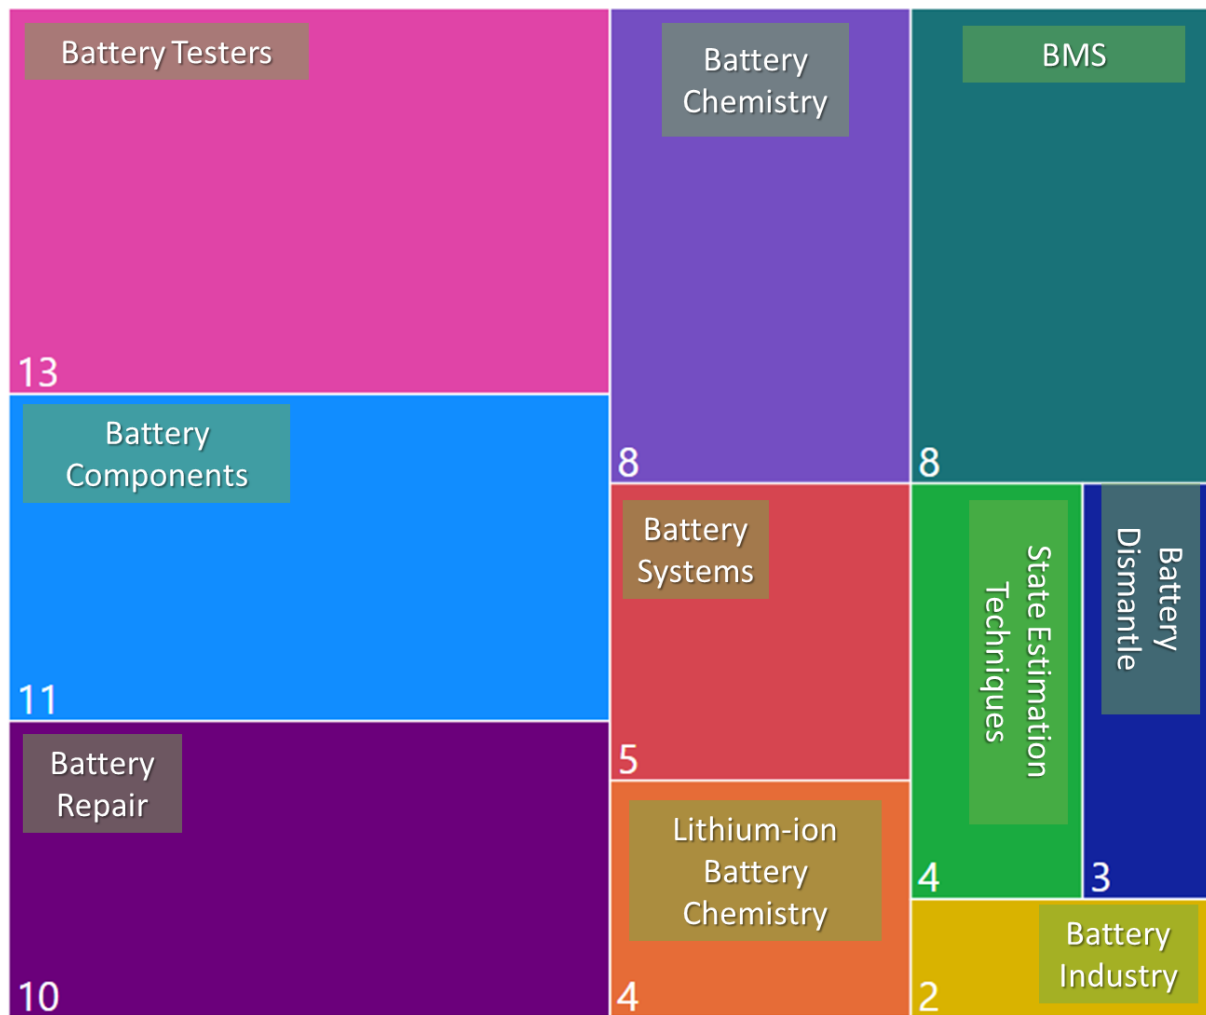 Battery Testers
13
Battery
Components
11
Battery
Repair
10
Battery
Chemistry
8
BMS
8
Battery
Systems
5
Lithium-ion
Battery
Chemistry
4
State Estimation
Techniques
4
Battery
Dismantle
3
Battery
Industry
2